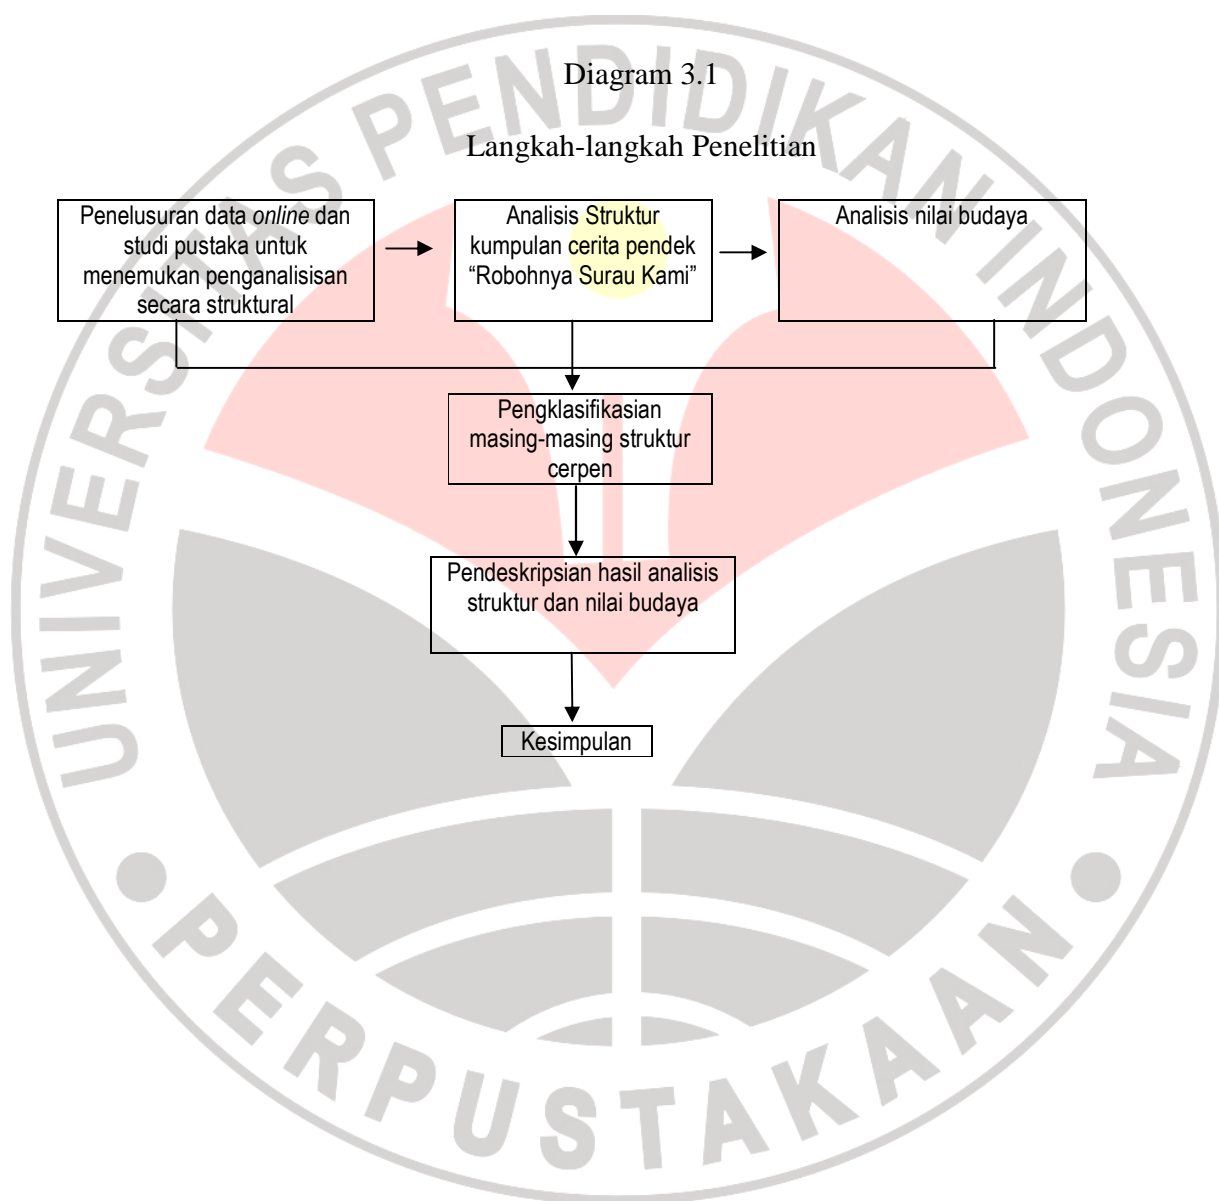 Diagram 3.1
Langkah-langkah Penelitian
Penelusuran data online dan
studi pustaka untuk
menemukan penganalisisan
secara struktural
Analisis Struktur
kumpulan cerita pendek
“Robohnya Surau Kami”
Analisis nilai budaya
Pengklasifikasian
masing-masing struktur
cerpen
Pendeskripsian hasil analisis
struktur dan nilai budaya
Kesimpulan
UNIVERSITAS PENDIDIKAN INDONESIA
PERPUSTAKAAN